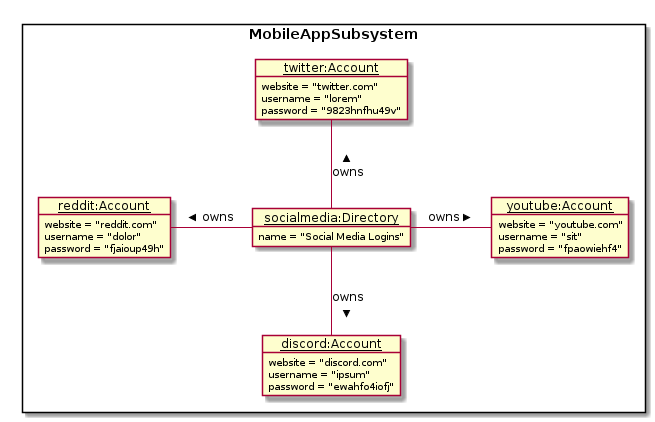 MobileAppSubsystem
twitter:Account
website = "twitter.com"
username = "lorem"
password = "9823hnfhu49v"
owns
reddit:Account
website = "reddit.com"
username = "dolor"
password = "fjaioup49h"
owns
socialmedia:Directory
name = "Social Media Logins"
owns
youtube:Account
website = "youtube.com"
username = "sit"
password = "fpaowiehf4"
owns
discord:Account
website = "discord.com"
username = "ipsum"
password = "ewahfo4iofj"